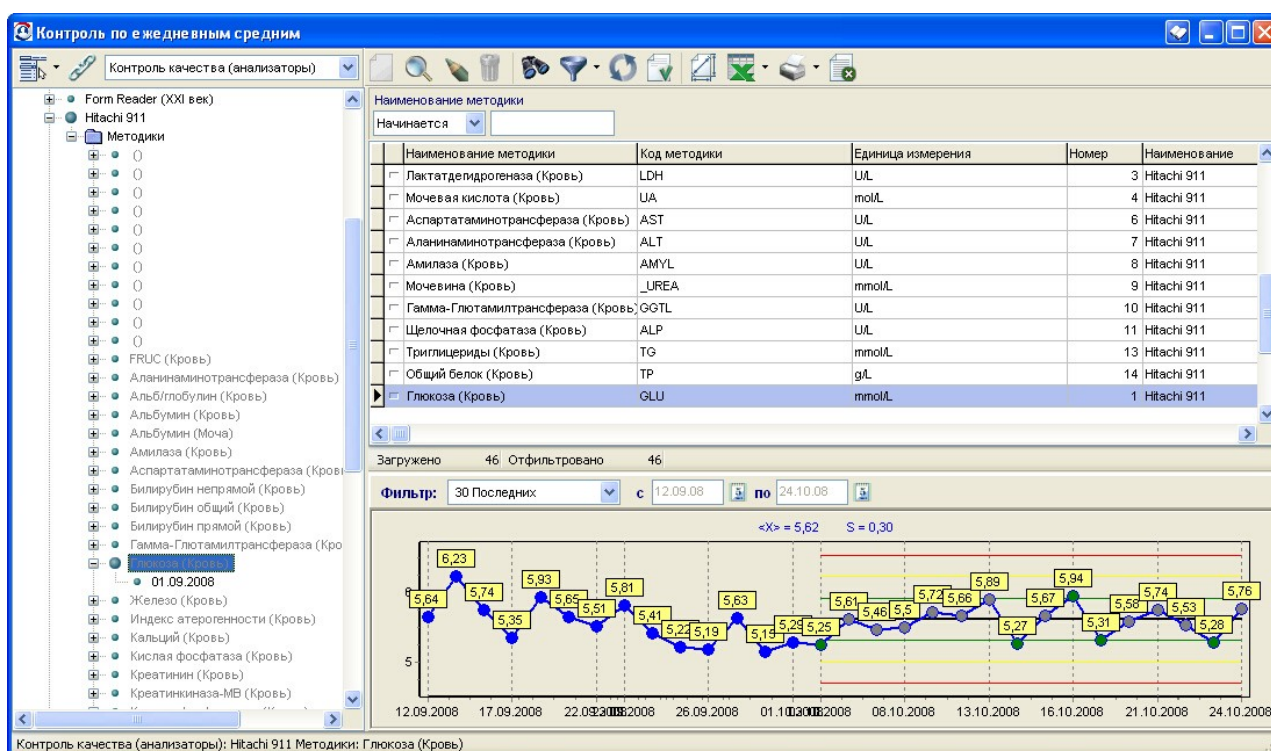 Контроль по ежедневным средним
Контроль качества (анализаторы)
Form Reader (XXI век)
Hitachi 911
Методики
()
()
()
()
()
()
()
()
()
()
()
FRUC (Кровь)
Аланинаминотрансфераза (Кровь)
Альб/глобулин (Кровь)
Альбумин (Кровь)
Альбумин (Моча)
Амилаза (Кровь)
Аспартатаминотрансфераза (Кровь
Билирубин непрямой (Кровь)
Билирубин общий (Кровь)
Билирубин прямой (Кровь)
Гамма-Глютамилтрансфераза (Кро
Глюкоза (Кровь)
01.09.2008
Железо (Кровь)
Индекс атерогенности (Кровь)
Кальций (Кровь)
Кислая фосфатаза (Кровь)
Креатинин (Кровь)
Креатинкиназа-МВ (Кровь)
Наименование методики
Начинается
Наименование методики Код методики Единица измерения Номер Наименование
Лактатдегидрогеназа (Кровь) LDH U/L 3 Hitachi 911
Мочевая кислота (Кровь) UA mol/L 4 Hitachi 911
Аспартатаминотрансфераза (Кровь) AST U/L 6 Hitachi 911
Аланинаминотрансфераза (Кровь) ALT U/L 7 Hitachi 911
Амилаза (Кровь) AMYL U/L 8 Hitachi 911
Мочевина (Кровь) _UREA mmol/L 9 Hitachi 911
Гамма-Глютамилтрансфераза (Кровь) GGTL U/L 10 Hitachi 911
Щелочная фосфатаза (Кровь) ALP U/L 11 Hitachi 911
Триглицериды (Кровь) TG mmol/L 13 Hitachi 911
Общий белок (Кровь) TP g/L 14 Hitachi 911
Глюкоза (Кровь) GLU mmol/L 1 Hitachi 911
Загружено 46 Отфильтровано 46
Фильтр: 30 Последних с 12.09.08 по 24.10.08
<X> = 5,62 S = 0,30
5,64 6,23 5,74 5,35 5,93 5,65 5,51 5,81 5,41 5,22 5,19 5,63 5,15 5,29 5,25 5,61 5,46 5,5 5,72 5,66 5,89 5,27 5,67 5,94 5,31 5,58 5,74 5,53 5,28 5,76
5
12.09.2008 17.09.2008 26.09.2008 08.10.2008 13.10.2008 16.10.2008 21.10.2008 24.10.2008
Контроль качества (анализаторы): Hitachi 911 Методики: Глюкоза (Кровь)